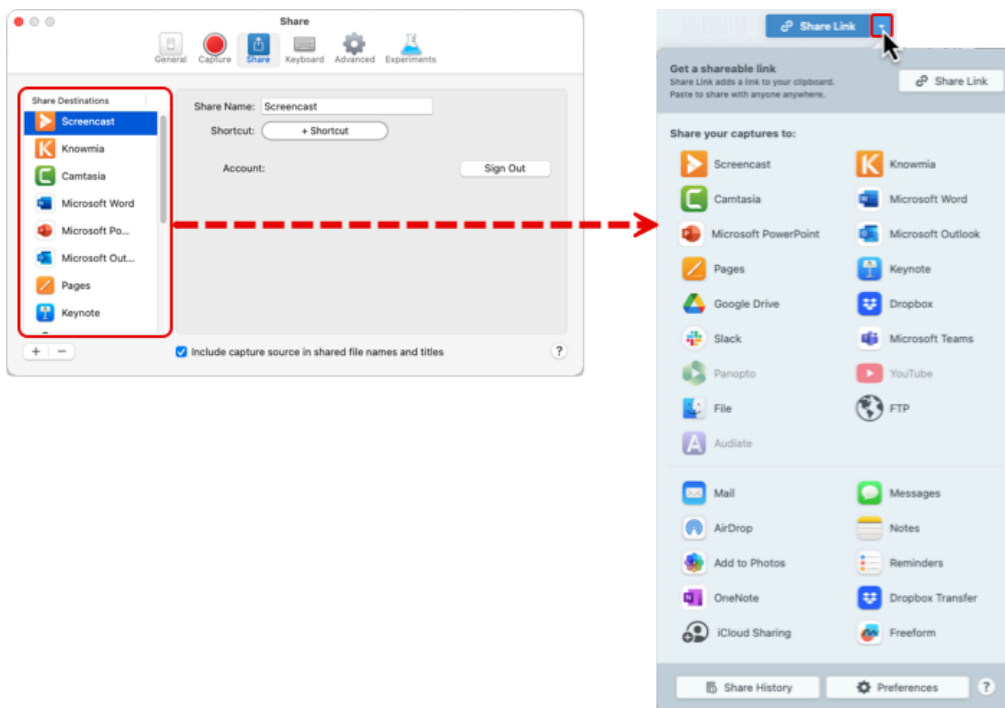 Share
General Capture Share Keyboard Advanced Experiments
Share Destinations
Screencast
Knowmia
Camtasia
Microsoft Word
Microsoft Po...
Microsoft Out...
Pages
Keynote
Share Name: Screencast
Shortcut: + Shortcut
Account: Sign Out
+ −
Include capture source in shared file names and titles
?
Share Link
Get a shareable link
Share Link adds a link to your clipboard.
Paste to share with anyone anywhere.
Share Link
Share your captures to:
Screencast Knowmia
Camtasia Microsoft Word
Microsoft PowerPoint Microsoft Outlook
Pages Keynote
Google Drive Dropbox
Slack Microsoft Teams
Panopto YouTube
File FTP
Audiate
Mail Messages
AirDrop Notes
Add to Photos Reminders
OneNote Dropbox Transfer
iCloud Sharing Freeform
Share History Preferences ?